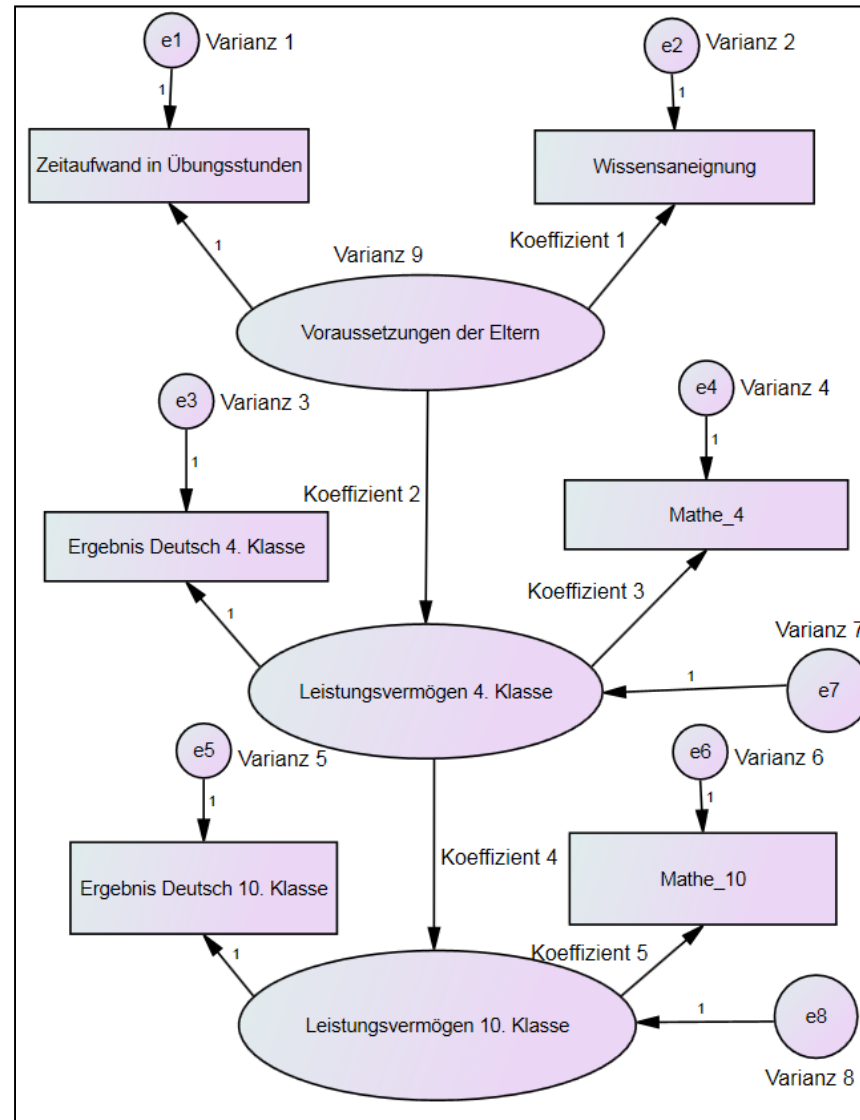 e1 Varianz 1
e2 Varianz 2
1
1
Zeitaufwand in Übungsstunden
Wissensaneignung
1
Koeffizient 1
Varianz 9
Voraussetzungen der Eltern
e3 Varianz 3
e4 Varianz 4
1
1
Koeffizient 2
Mathe_4
Ergebnis Deutsch 4. Klasse
1
Koeffizient 3
Varianz 7
Leistungsvermögen 4. Klasse
1
e7
e5 Varianz 5
e6 Varianz 6
1
1
Koeffizient 4
Mathe_10
Ergebnis Deutsch 10. Klasse
1
Koeffizient 5
Leistungsvermögen 10. Klasse
1
e8
Varianz 8